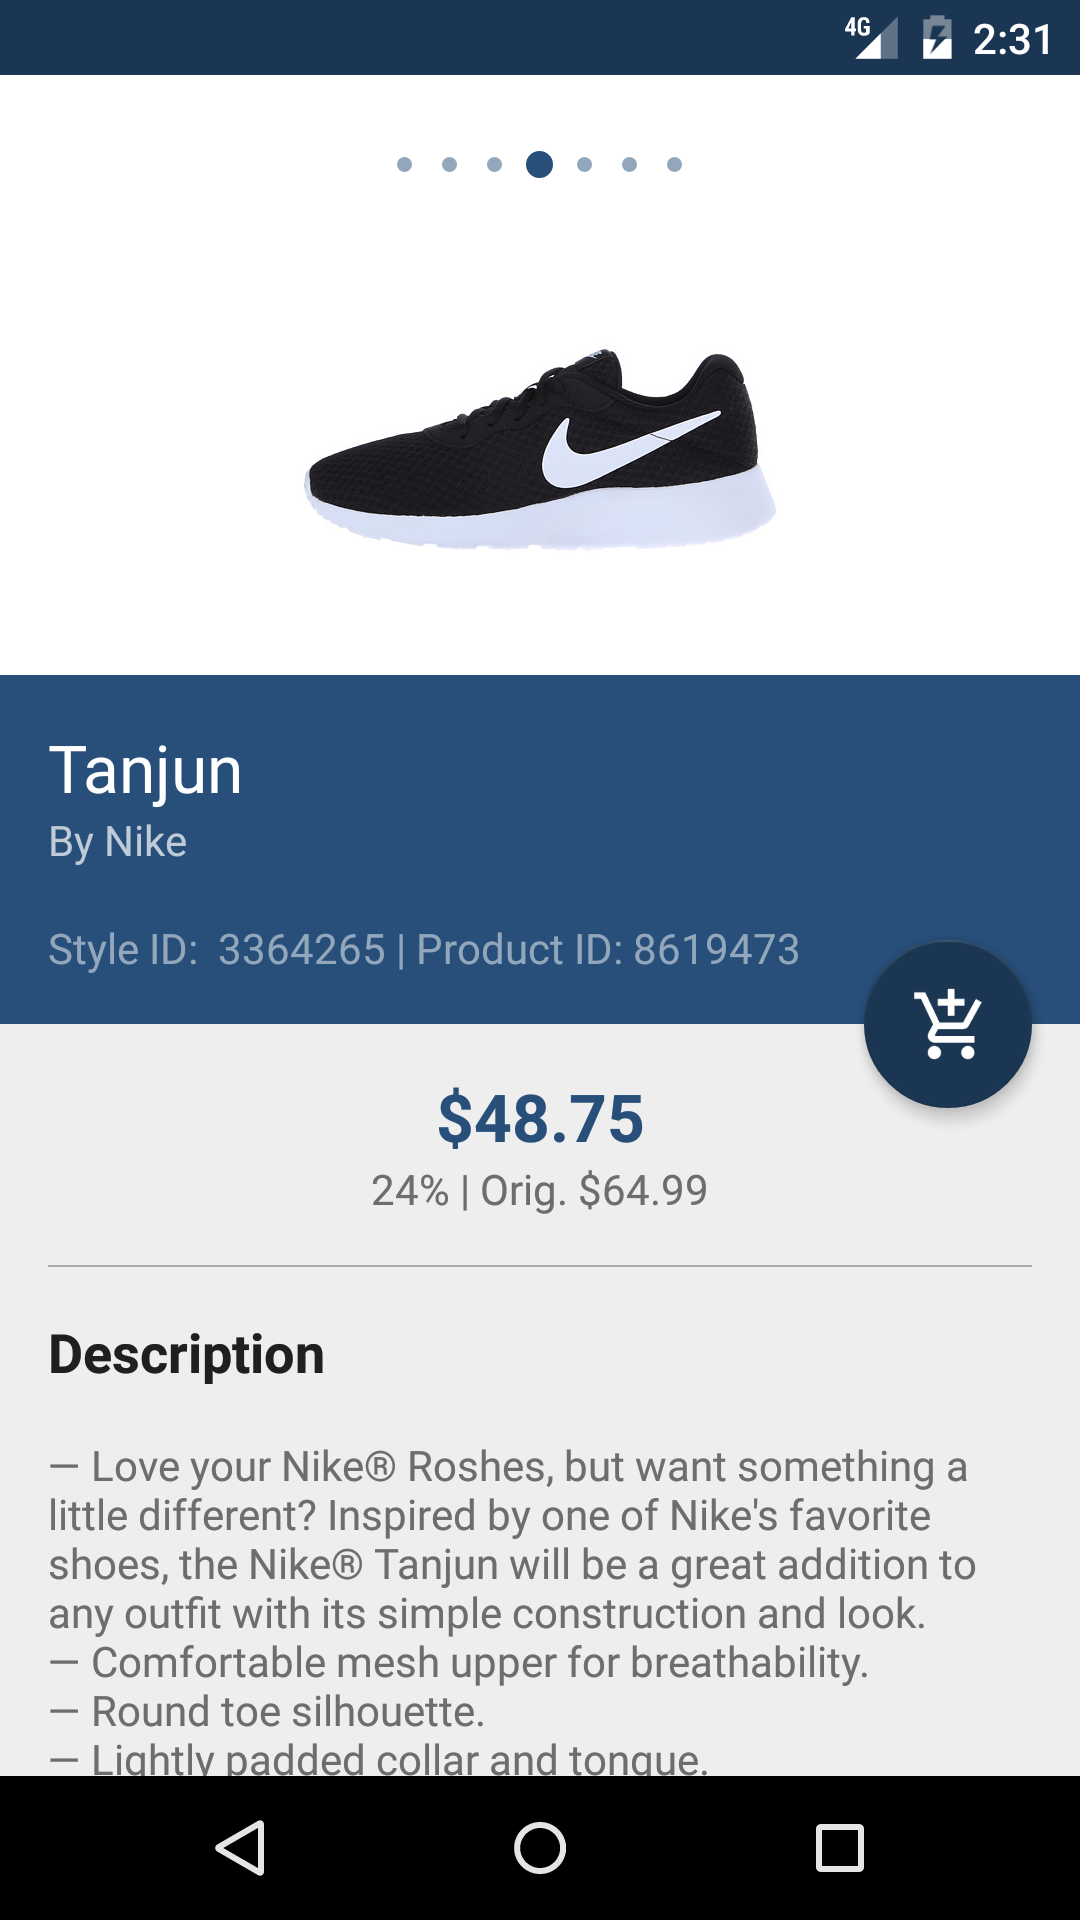 4G 2:31
Tanjun
By Nike
Style ID:  3364265 | Product ID: 8619473
$48.75
24% | Orig. $64.99
Description
— Love your Nike® Roshes, but want something a
little different? Inspired by one of Nike's favorite
shoes, the Nike® Tanjun will be a great addition to
any outfit with its simple construction and look.
— Comfortable mesh upper for breathability.
— Round toe silhouette.
— Lightly padded collar and tongue.